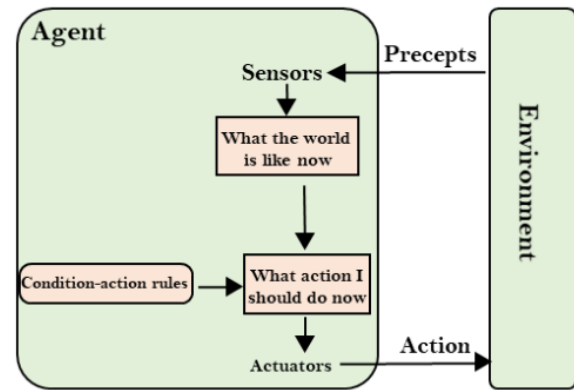 Agent
Precepts
Sensors
What the world
is like now
Environment
Condition-action rules
What action I
should do now
Actuators
Action